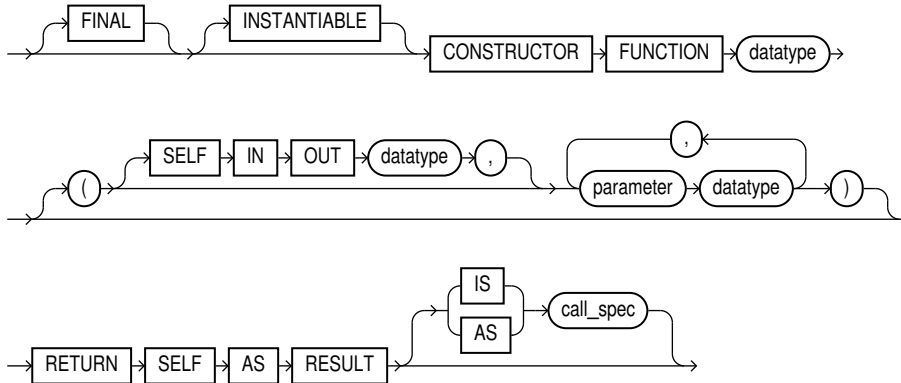 FINAL INSTANTIABLE
CONSTRUCTOR FUNCTION datatype
,
SELF IN OUT datatype ,
( parameter datatype )
IS
call_spec
AS
RETURN SELF AS RESULT